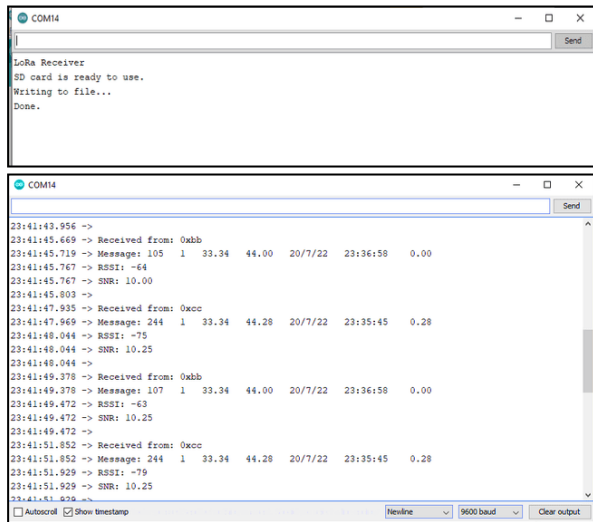 COM14
Send
LoRa Receiver
SD card is ready to use.
Writing to file...
Done.
COM14
Send
23:41:43.956 ->
23:41:45.669 -> Received from: 0xbb
23:41:45.719 -> Message: 105 1 33.34 44.00 20/7/22 23:36:58 0.00
23:41:45.767 -> RSSI: -64
23:41:45.767 -> SNR: 10.00
23:41:45.803 ->
23:41:47.935 -> Received from: 0xcc
23:41:47.969 -> Message: 244 1 33.34 44.28 20/7/22 23:35:45 0.28
23:41:48.044 -> RSSI: -75
23:41:48.044 -> SNR: 10.25
23:41:48.044 ->
23:41:49.378 -> Received from: 0xbb
23:41:49.378 -> Message: 107 1 33.34 44.00 20/7/22 23:36:58 0.00
23:41:49.472 -> RSSI: -63
23:41:49.472 -> SNR: 10.25
23:41:49.472 ->
23:41:51.852 -> Received from: 0xcc
23:41:51.852 -> Message: 244 1 33.34 44.28 20/7/22 23:35:45 0.28
23:41:51.929 -> RSSI: -79
23:41:51.929 -> SNR: 10.25
23:41:51.929 ->
Autoscroll Show timestamp Newline 9600 baud Clear output